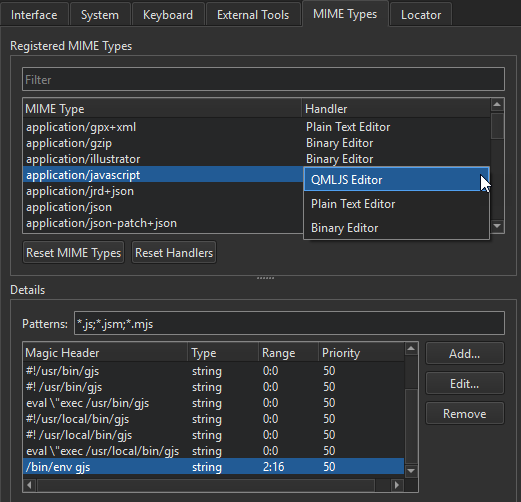 Interface System Keyboard External Tools MIME Types Locator
Registered MIME Types
Filter
MIME Type Handler
application/gpx+xml Plain Text Editor
application/gzip Binary Editor
application/illustrator Binary Editor
application/javascript QMLJS Editor
application/jrd+json
application/json Plain Text Editor
application/json-patch+json Binary Editor
Reset MIME Types Reset Handlers
Details
Patterns: *.js;*.jsm;*.mjs
Magic Header Type Range Priority
#!/usr/bin/gjs string 0:0 50
#! /usr/bin/gjs string 0:0 50
eval \"exec /usr/bin/gjs string 0:0 50
#!/usr/local/bin/gjs string 0:0 50
#! /usr/local/bin/gjs string 0:0 50
eval \"exec /usr/local/bin/gjs string 0:0 50
/bin/env gjs string 2:16 50
Add...
Edit...
Remove